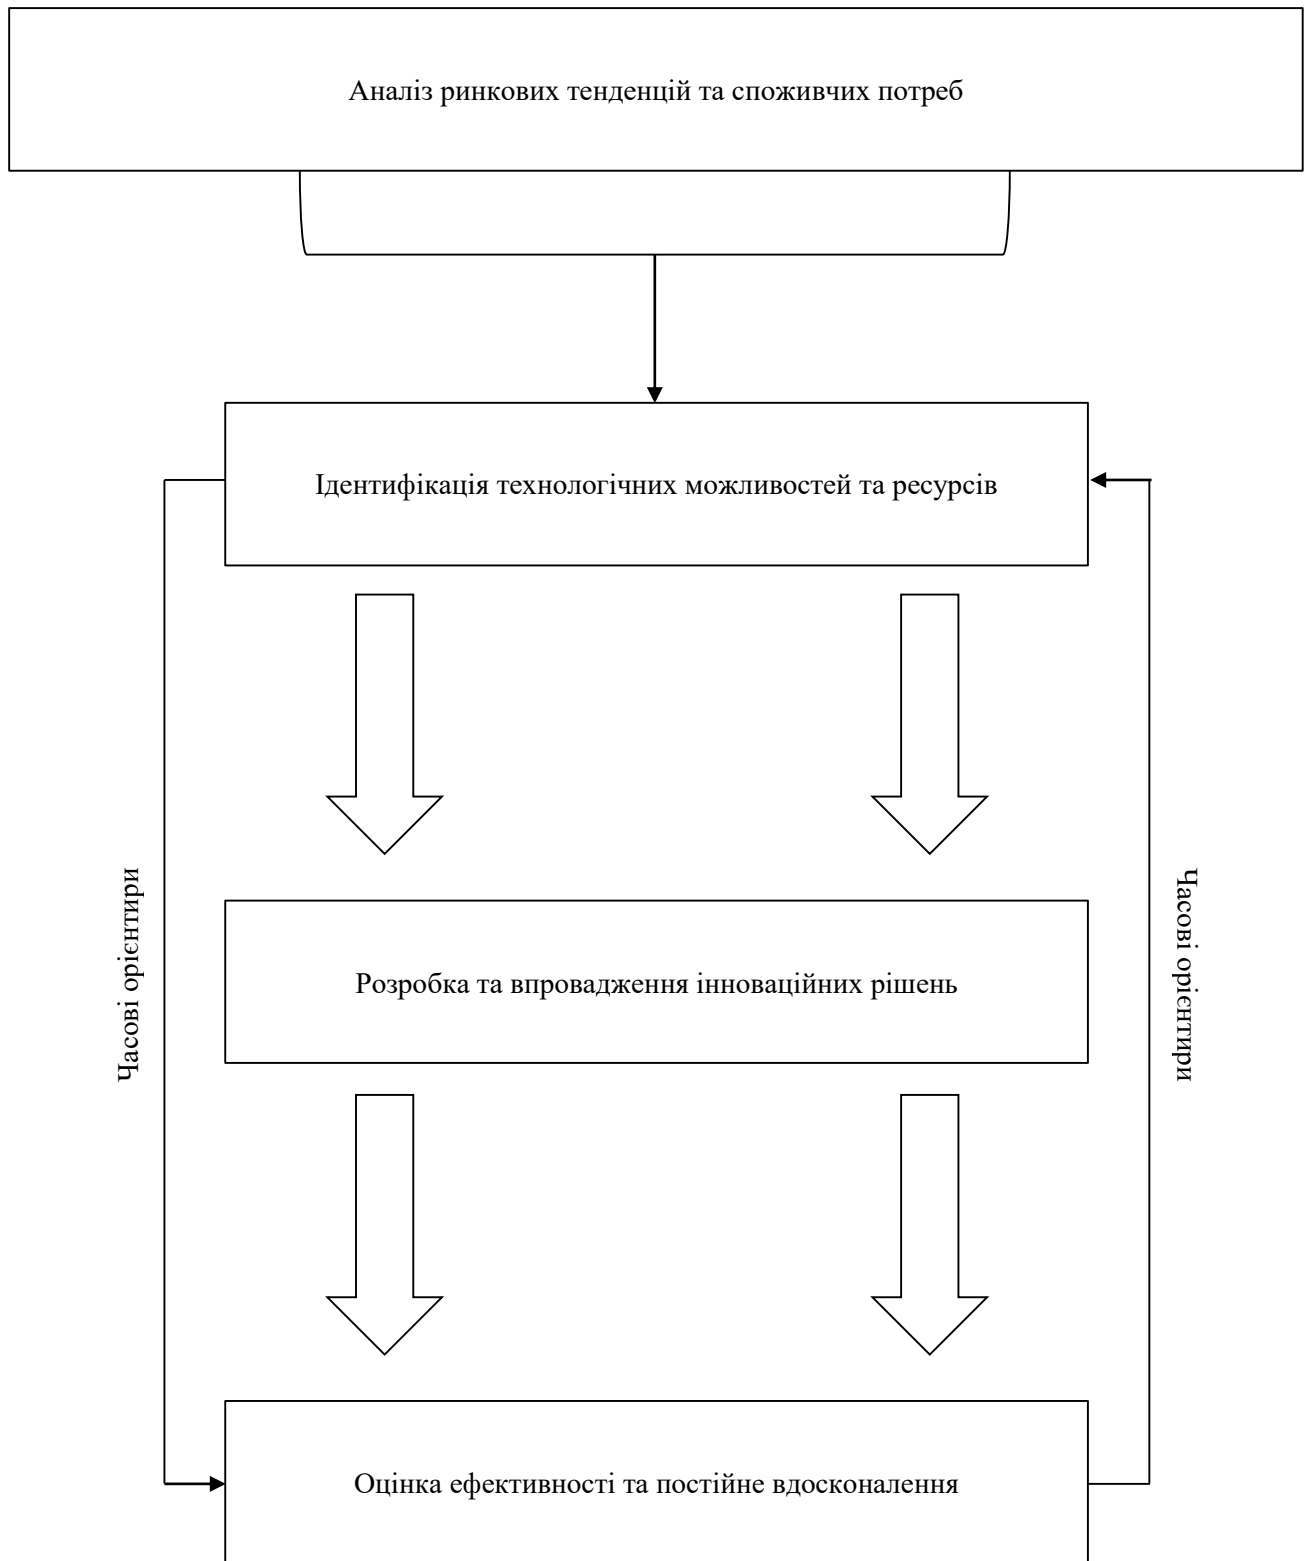 Аналіз ринкових тенденцій та споживчих потреб
Ідентифікація технологічних можливостей та ресурсів
Часові орієнтири
Часові орієнтири
Розробка та впровадження інноваційних рішень
Оцінка ефективності та постійне вдосконалення